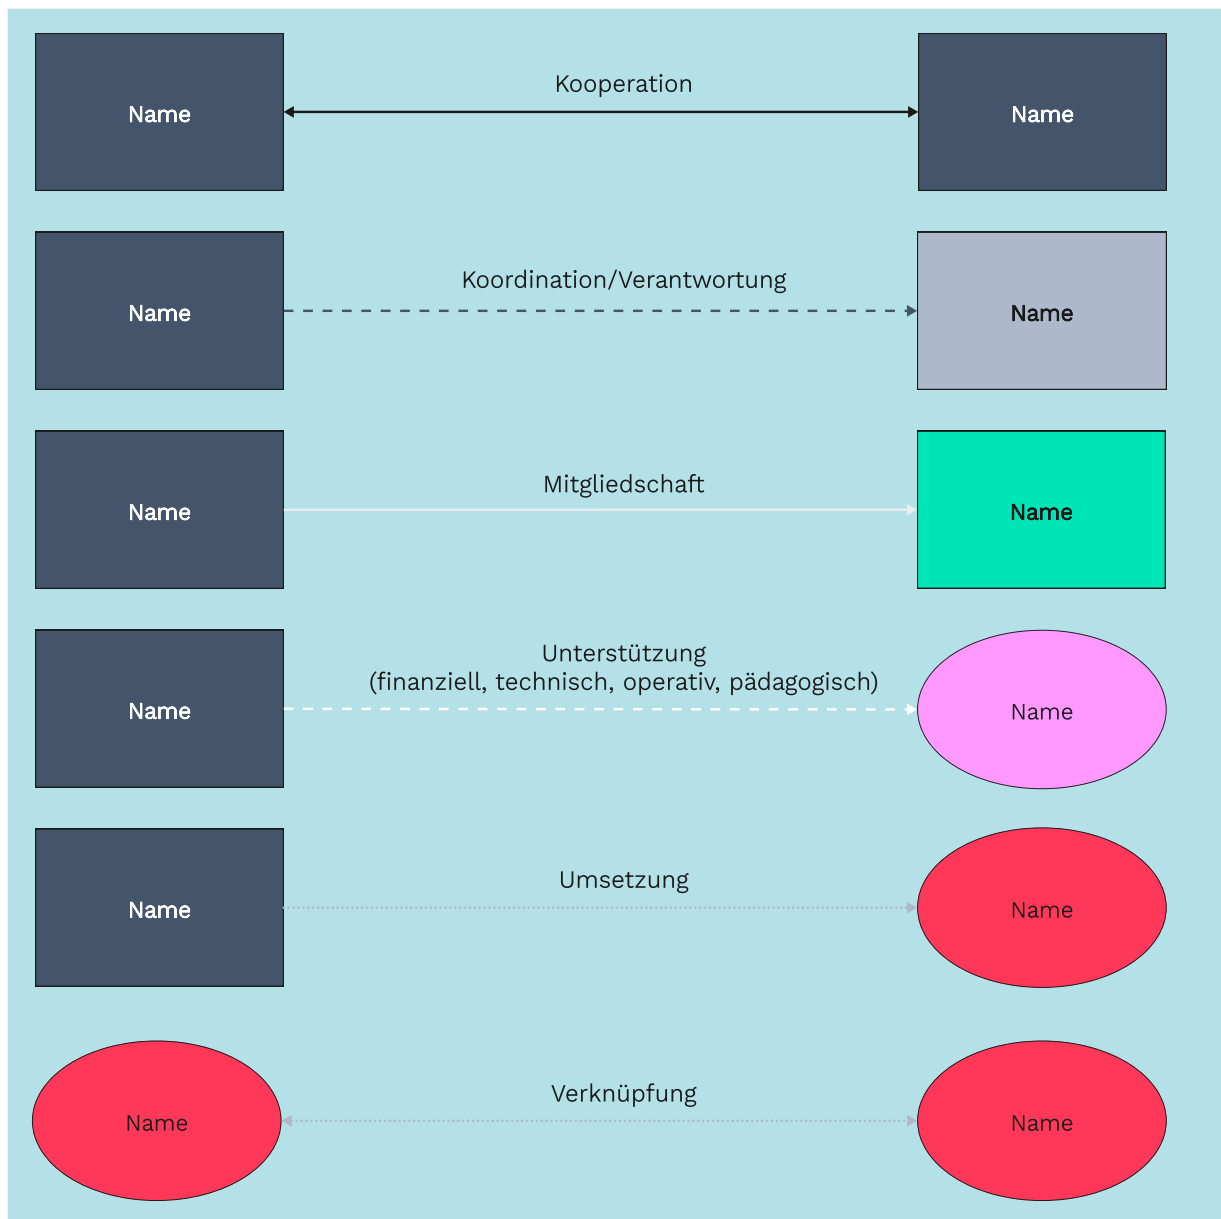 Kooperation
Name
Name
Koordination/Verantwortung
Name
Name
Mitgliedschaft
Name
Name
Unterstützung
(finanziell, technisch, operativ, pädagogisch)
Name
Name
Umsetzung
Name
Name
Verknüpfung
Name
Name